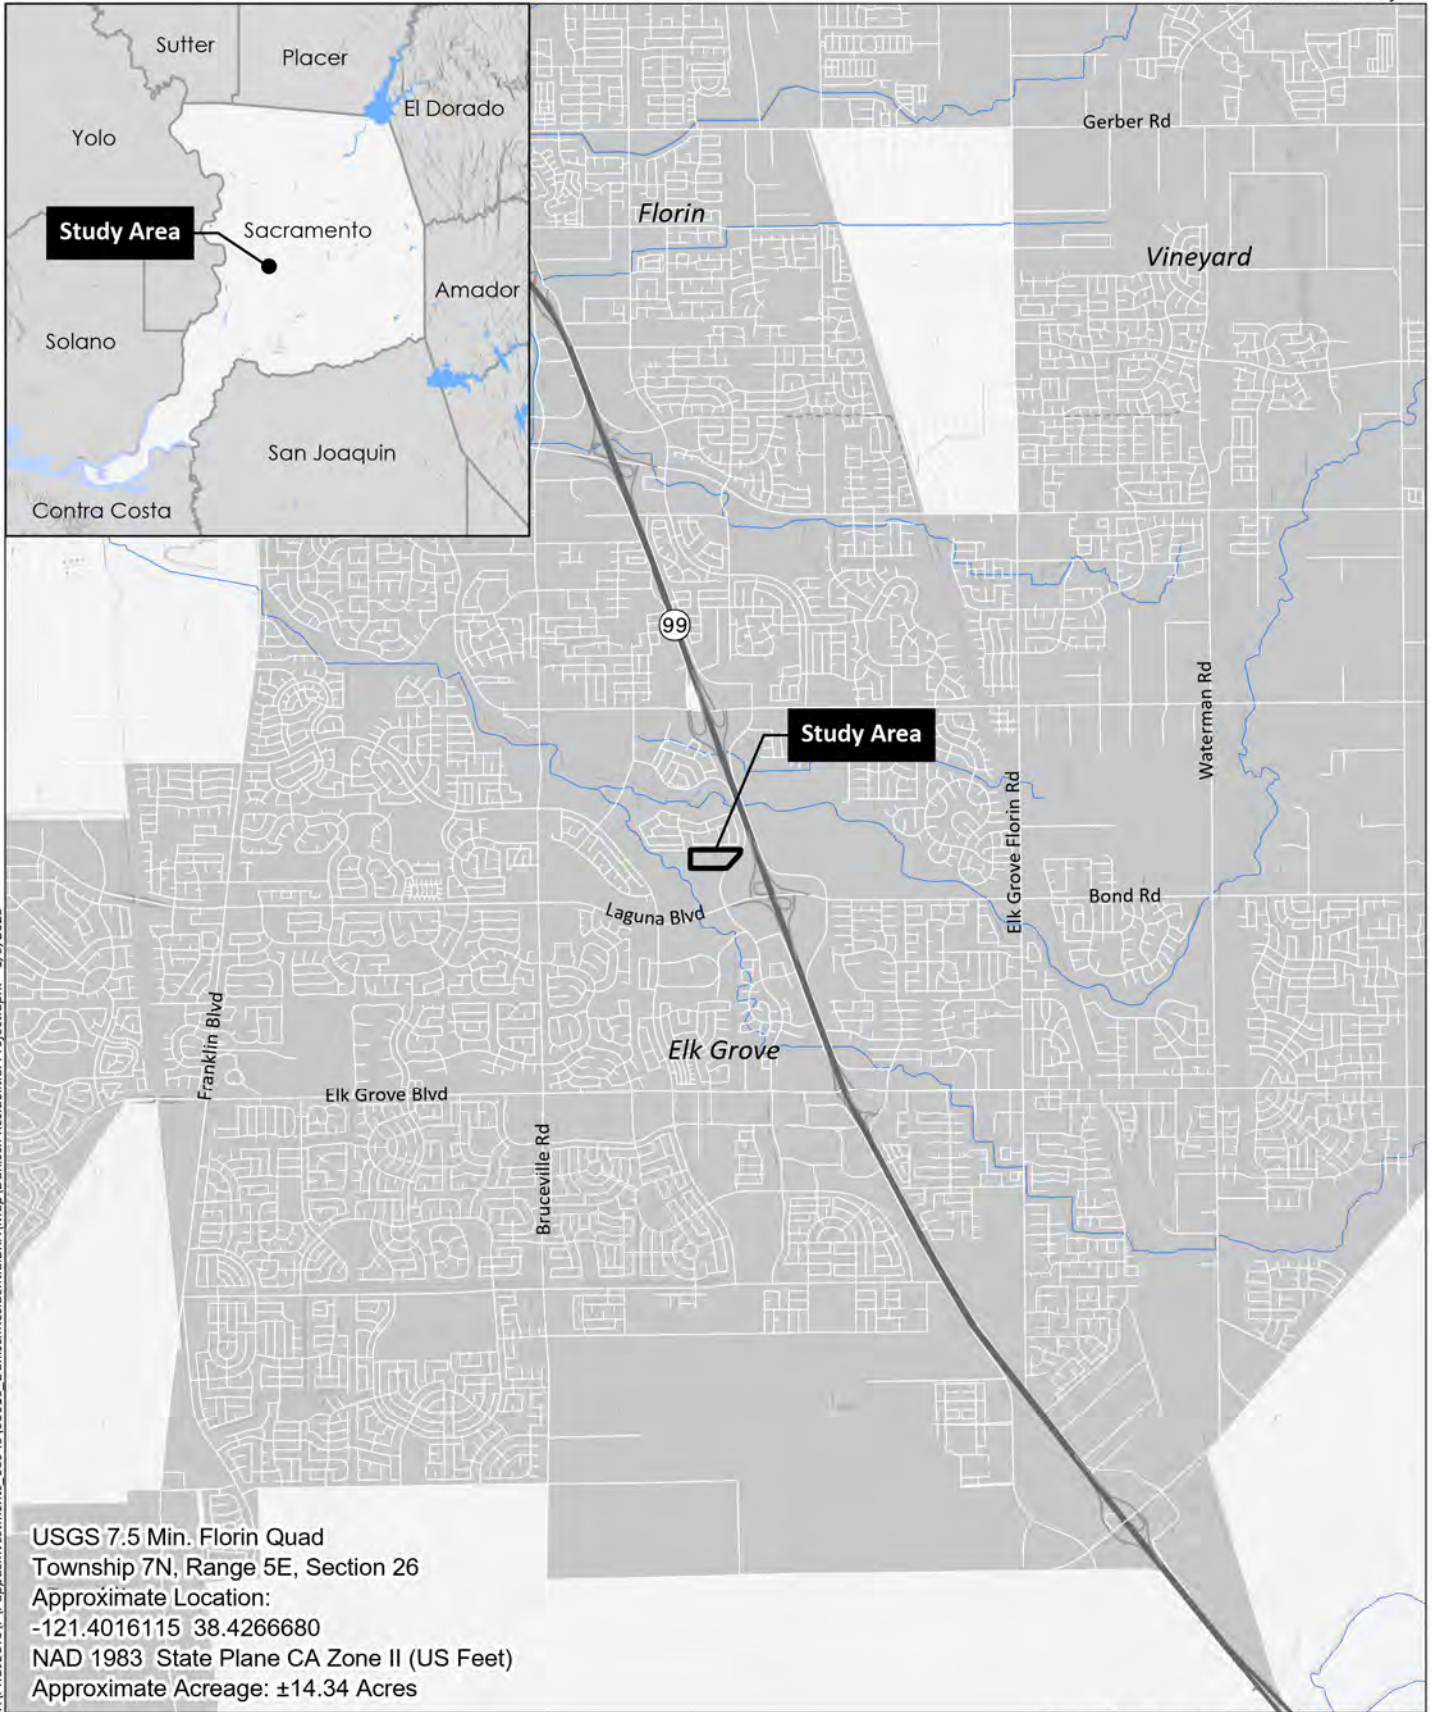 Sutter
Placer
El Dorado
Yolo
Study Area
Sacramento
Amador
Solano
San Joaquin
Contra Costa
Gerber Rd
Florin
Vineyard
99
Study Area
Waterman Rd
Elk Grove Florin Rd
Bond Rd
Laguna Blvd
Franklin Blvd
Elk Grove
Elk Grove Blvd
Bruceville Rd
USGS 7.5 Min. Florin Quad
Township 7N, Range 5E, Section 26
Approximate Location:
-121.4016115 38.4266680
NAD 1983 State Plane CA Zone II (US Feet)
Approximate Acreage: ±14.34 Acres